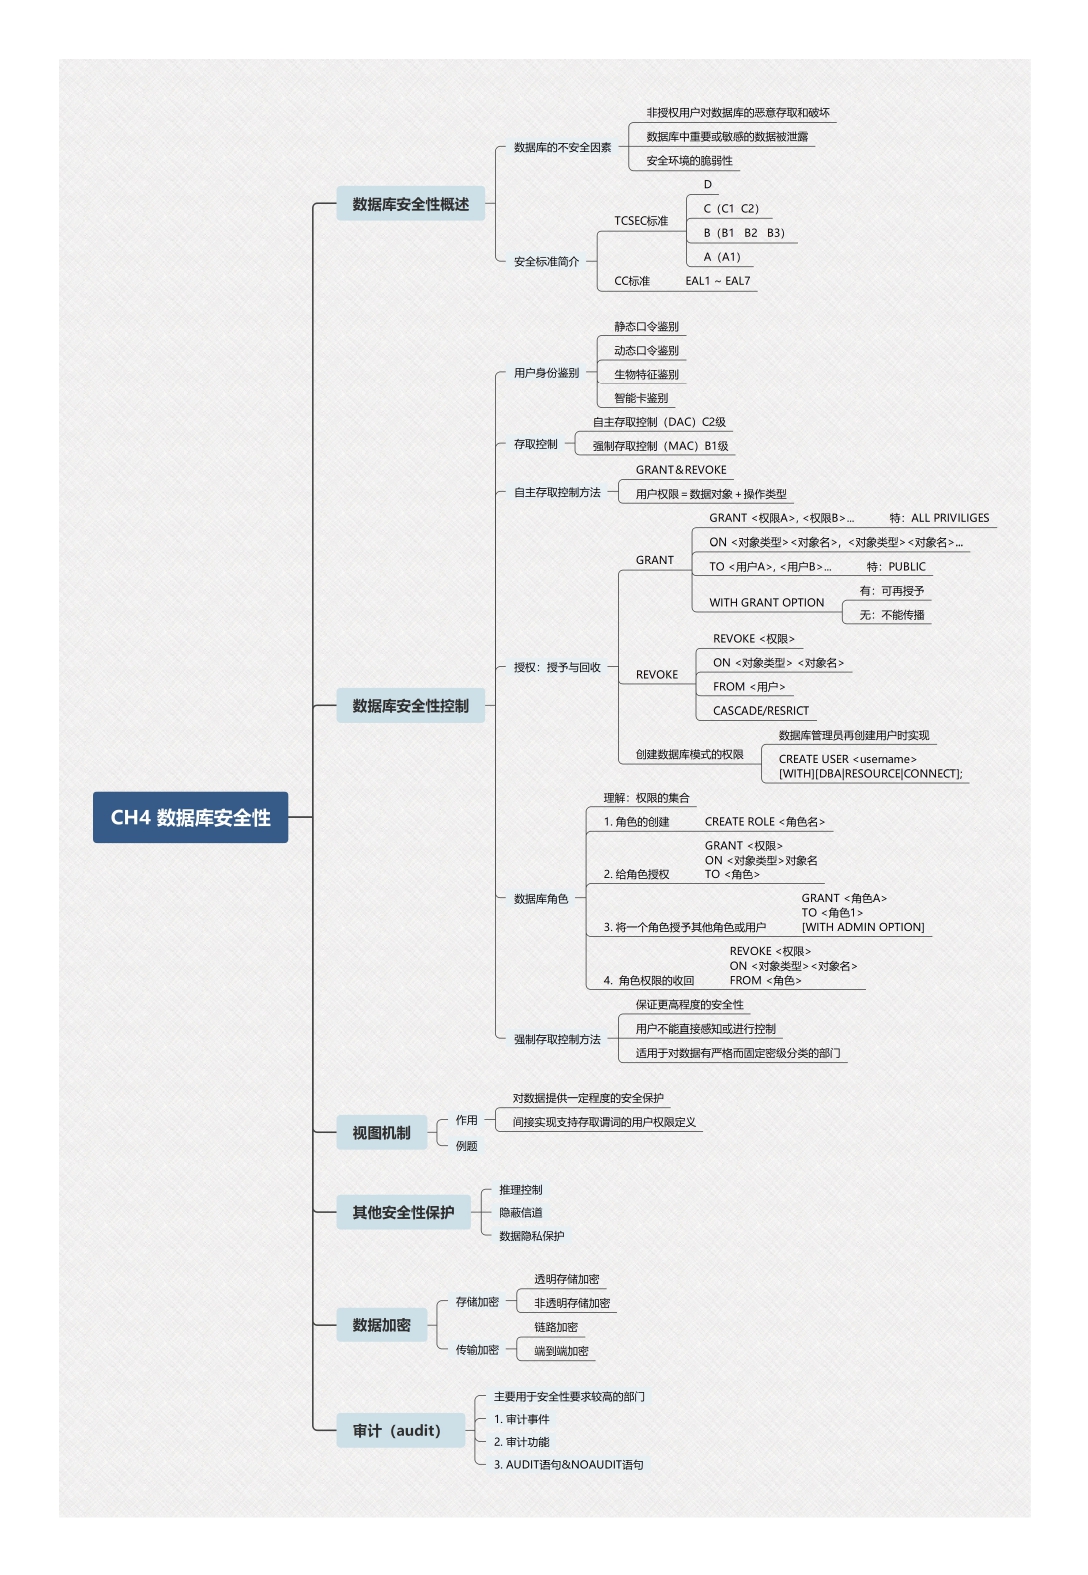 CH4 数据库安全性
数据库安全性概述
数据库的不安全因素
非授权用户对数据库的恶意存取和破坏
数据库中重要或敏感的数据被泄露
安全环境的脆弱性
安全标准简介
TCSEC标准
D
C（C1 C2）
B（B1 B2 B3）
A（A1）
CC标准 EAL1 ~ EAL7
数据库安全性控制
用户身份鉴别
静态口令鉴别
动态口令鉴别
生物特征鉴别
智能卡鉴别
存取控制
自主存取控制（DAC）C2级
强制存取控制（MAC）B1级
自主存取控制方法
GRANT＆REVOKE
用户权限 = 数据对象 + 操作类型
授权：授予与回收
GRANT
GRANT <权限A>, <权限B>... 特：ALL PRIVILIGES
ON <对象类型> <对象名>，<对象类型> <对象名>...
TO <用户A>, <用户B>... 特：PUBLIC
WITH GRANT OPTION
有：可再授予
无：不能传播
REVOKE
REVOKE <权限>
ON <对象类型> <对象名>
FROM <用户>
CASCADE/RESRICT
创建数据库模式的权限
数据库管理员再创建用户时实现
CREATE USER <username>
[WITH][DBA|RESOURCE|CONNECT];
数据库角色
理解：权限的集合
1. 角色的创建 CREATE ROLE <角色名>
2. 给角色授权
GRANT <权限>
ON <对象类型>对象名
TO <角色>
3. 将一个角色授予其他角色或用户
GRANT <角色A>
TO <角色1>
[WITH ADMIN OPTION]
4. 角色权限的收回
REVOKE <权限>
ON <对象类型> <对象名>
FROM <角色>
强制存取控制方法
保证更高程度的安全性
用户不能直接感知或进行控制
适用于对数据有严格而固定密级分类的部门
视图机制
作用
对数据提供一定程度的安全保护
间接实现支持存取谓词的用户权限定义
例题
其他安全性保护
推理控制
隐蔽信道
数据隐私保护
数据加密
存储加密
透明存储加密
非透明存储加密
传输加密
链路加密
端到端加密
审计（audit）
主要用于安全性要求较高的部门
1. 审计事件
2. 审计功能
3. AUDIT语句&NOAUDIT语句